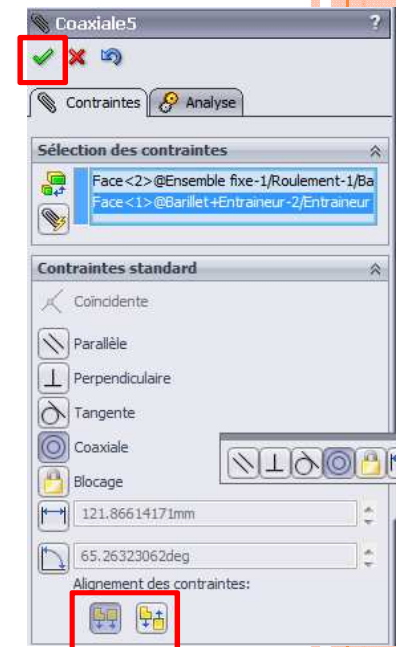 Coaxiale5 ?
Contraintes Analyse
Sélection des contraintes
Face<2>@Ensemble fixe-1/Roulement-1/Ba
Face<1>@Barillet+Entraineur-2/Entraineur
Contraintes standard
Coïncidente
Parallèle
Perpendiculaire
Tangente
Coaxiale
Blocage
121.86614171mm
65.26323062deg
Alignement des contraintes: